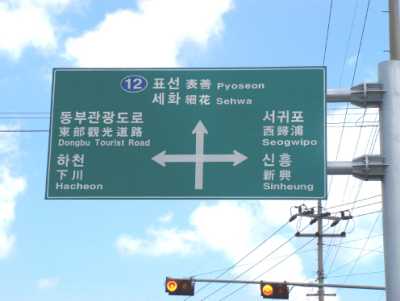 12 표선 表善 Pyoseon
세화 細花 Sehwa
동부관광도로
東部觀光道路
Dongbu Tourist Road
하천
下川
Hacheon
서귀포
西歸浦
Seogwipo
신흥
新興
Sinheung